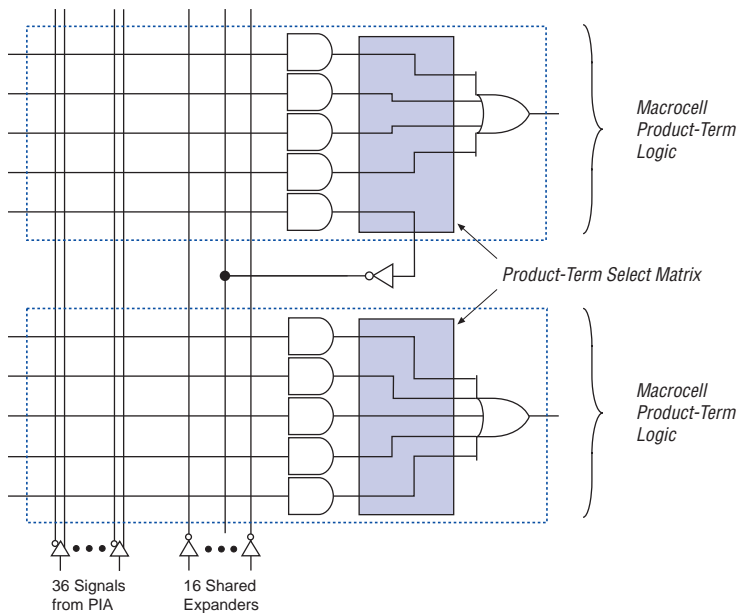 Macrocell
Product-Term
Logic
Product-Term Select Matrix
Macrocell
Product-Term
Logic
36 Signals
from PIA
16 Shared
Expanders